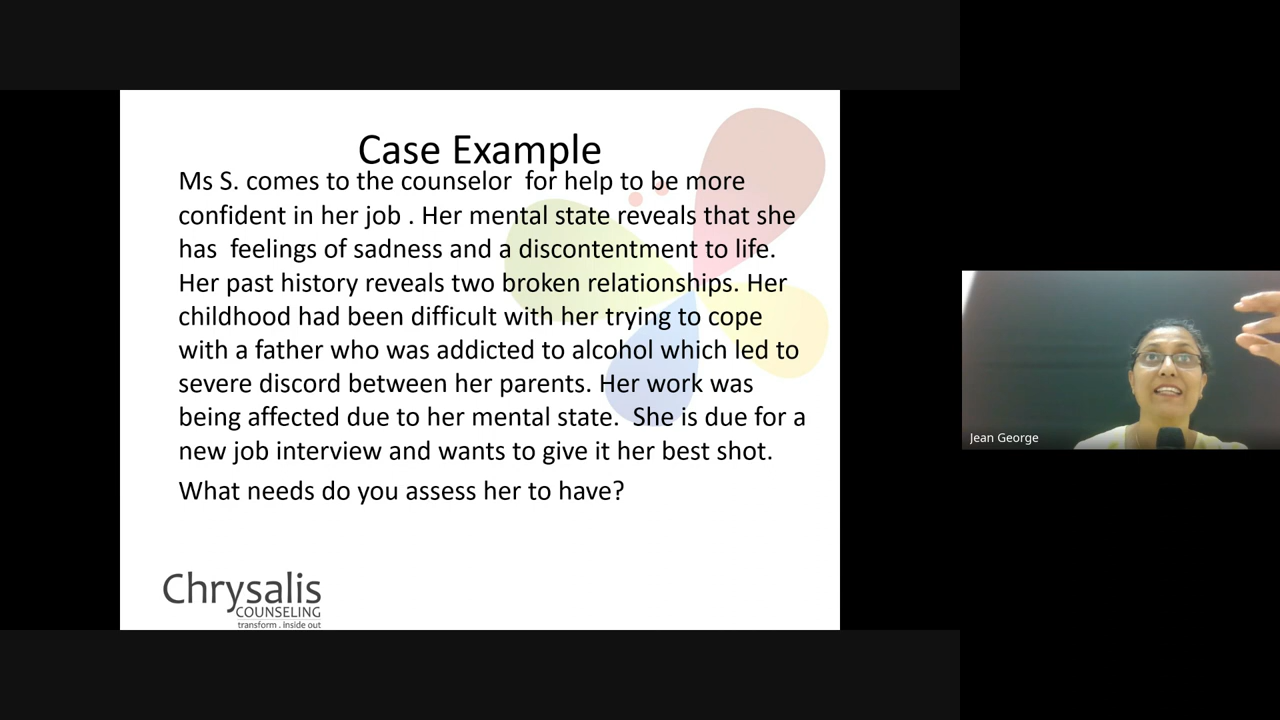 Case Example
Ms S. comes to the counselor  for help to be more
confident in her job . Her mental state reveals that she
has  feelings of sadness and a discontentment to life.
Her past history reveals two broken relationships. Her
childhood had been difficult with her trying to cope
with a father who was addicted to alcohol which led to
severe discord between her parents. Her work was
being affected due to her mental state.  She is due for a
new job interview and wants to give it her best shot.
What needs do you assess her to have?
Chrysalis
COUNSELING
transform . inside out
Jean George